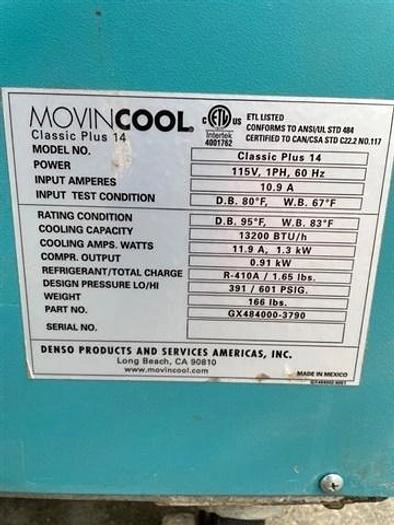 MOVINCOOL®
Classic Plus 14
C ETL US
LISTED
Intertek
4001762
ETL LISTED
CONFORMS TO ANSI/UL STD 484
CERTIFIED TO CAN/CSA STD C22.2 NO.117
MODEL NO. Classic Plus 14
POWER 115V, 1PH, 60 Hz
INPUT AMPERES 10.9 A
INPUT TEST CONDITION D.B. 80°F, W.B. 67°F
RATING CONDITION D.B. 95°F, W.B. 83°F
COOLING CAPACITY 13200 BTU/h
COOLING AMPS. WATTS 11.9 A, 1.3 kW
COMPR. OUTPUT 0.91 kW
REFRIGERANT/TOTAL CHARGE R-410A / 1.65 lbs.
DESIGN PRESSURE LO/HI 391 / 601 PSIG.
WEIGHT 166 lbs.
PART NO. GX484000-3790
SERIAL NO.
DENSO PRODUCTS AND SERVICES AMERICAS, INC.
Long Beach, CA 90810
www.movincool.com
MADE IN MEXICO